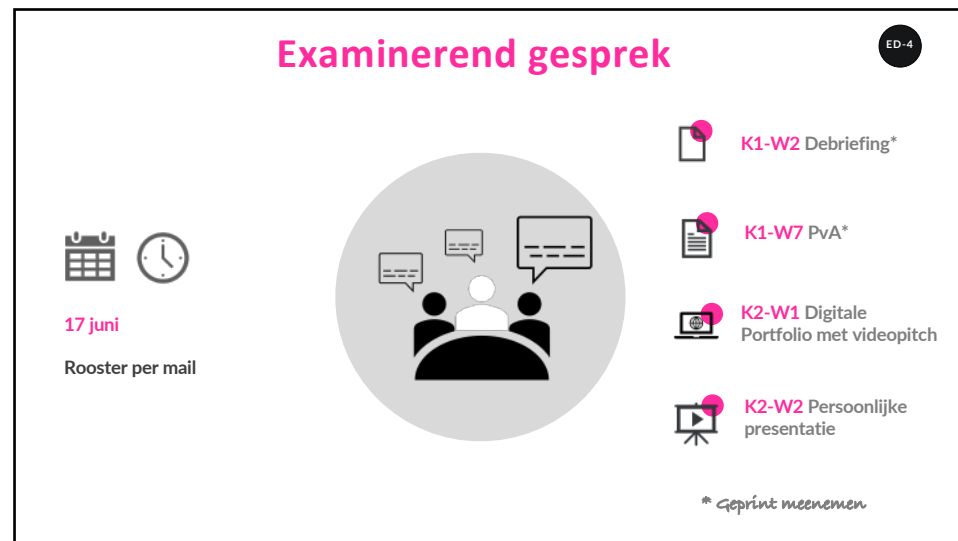 Examinerend gesprek
ED-4
17 juni
Rooster per mail
K1-W2 Debriefing*
K1-W7 PvA*
K2-W1 Digitale
Portfolio met videopitch
K2-W2 Persoonlijke
presentatie
* Geprint meenemen